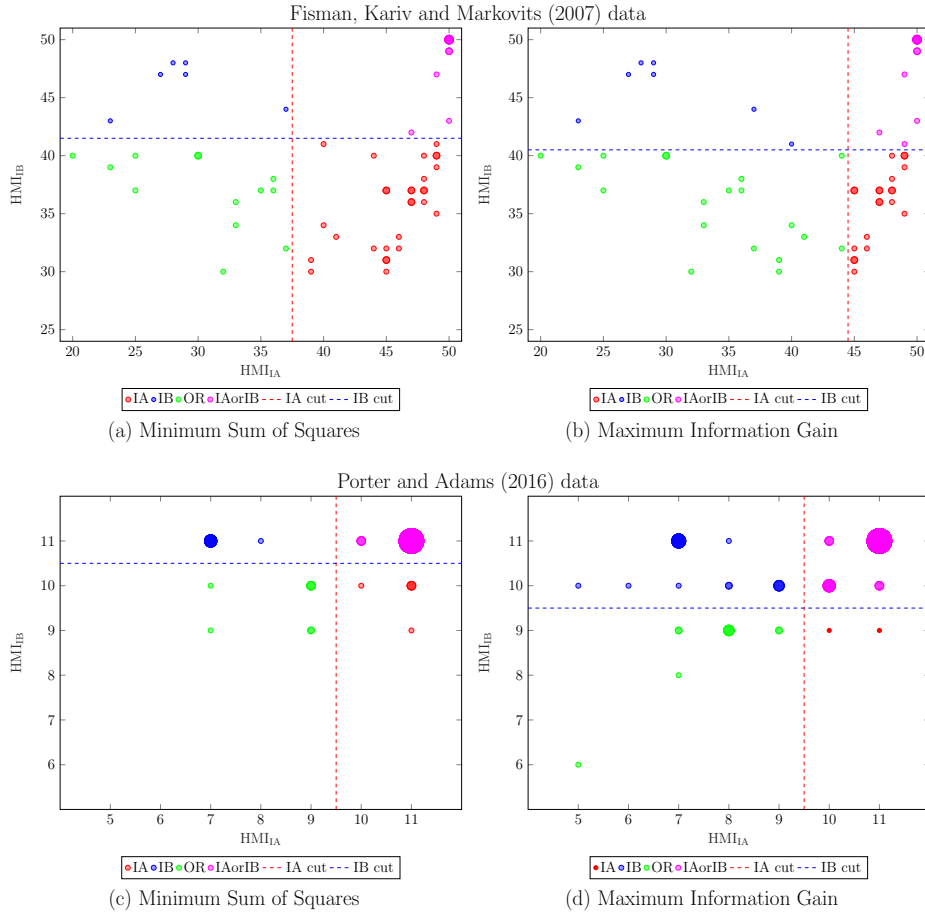 Fisman, Kariv and Markovits (2007) data
50
45
40
35
30
25
HMI_IB
20 25 30 35 40 45 50
HMI_IA
IA IB OR IAorIB IA cut IB cut
(a) Minimum Sum of Squares
50
45
40
35
30
25
HMI_IB
20 25 30 35 40 45 50
HMI_IA
IA IB OR IAorIB IA cut IB cut
(b) Maximum Information Gain
Porter and Adams (2016) data
11
10
9
8
7
6
HMI_IB
5 6 7 8 9 10 11
HMI_IA
IA IB OR IAorIB IA cut IB cut
(c) Minimum Sum of Squares
11
10
9
8
7
6
HMI_IB
5 6 7 8 9 10 11
HMI_IA
IA IB OR IAorIB IA cut IB cut
(d) Maximum Information Gain